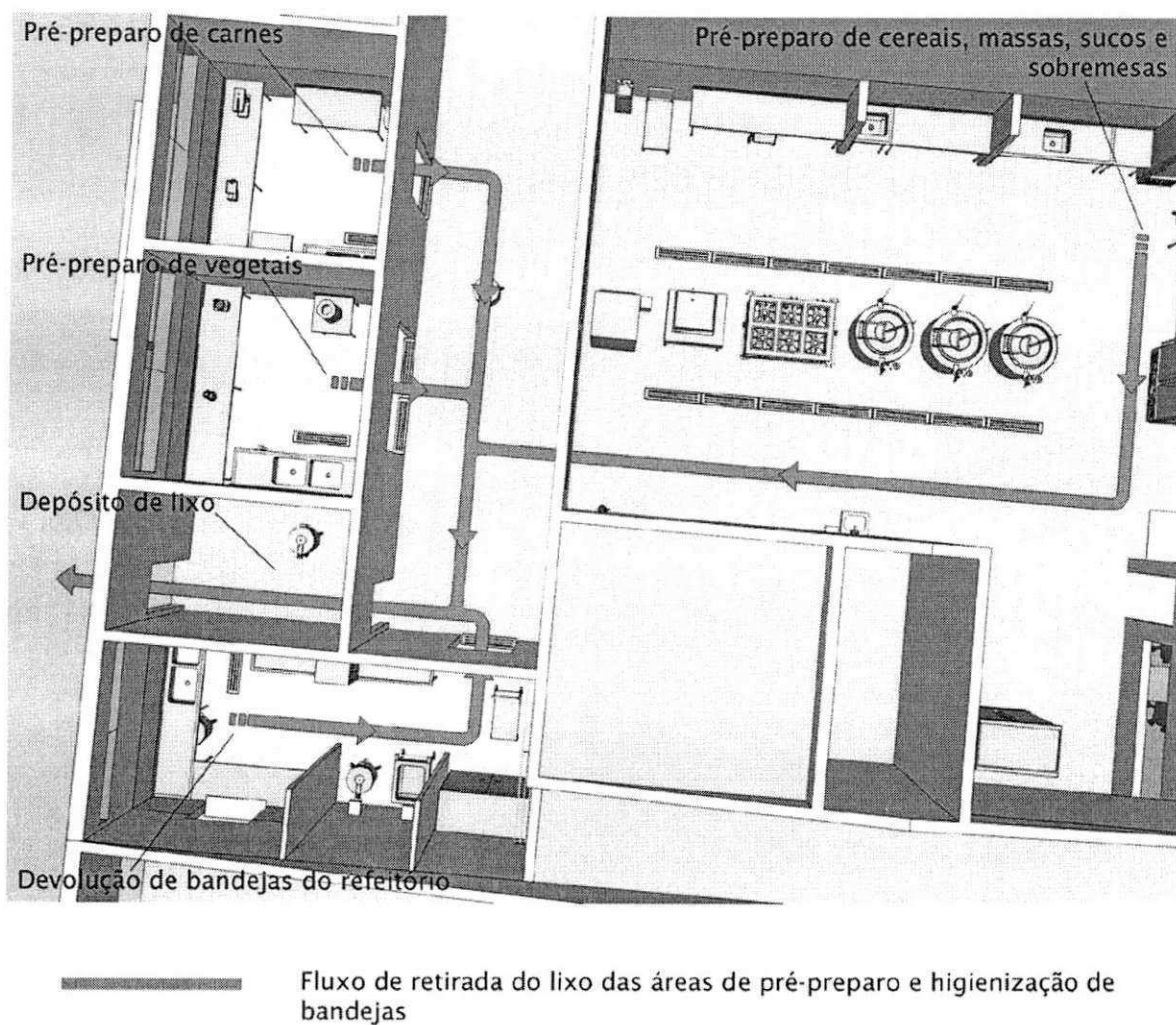 Pré-preparo de carnes
Pré-preparo de cereais, massas, sucos e
sobremesas
Pré-preparo de vegetais
Depósito de lixo
Devolução de bandejas do refeitório
Fluxo de retirada do lixo das áreas de pré-preparo e higienização de
bandejas